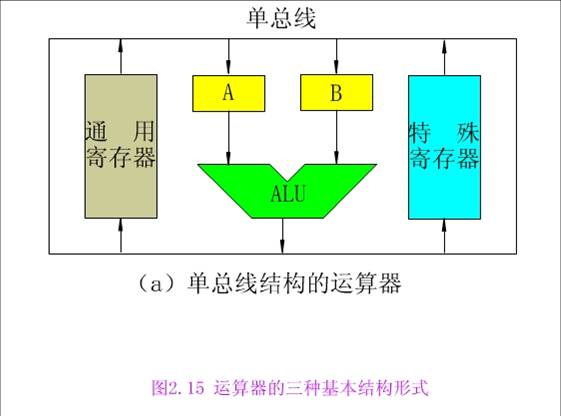 单总线
A
B
通 用
寄存器
特 殊
寄存器
ALU
(a)单总线结构的运算器
图2.15 运算器的三种基本结构形式